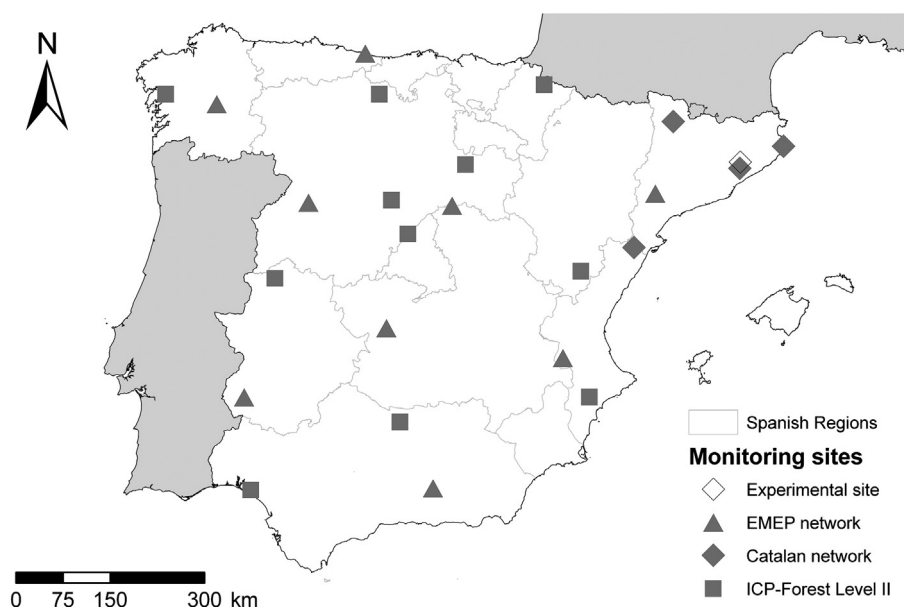 N
Spanish Regions
Monitoring sites
Experimental site
EMEP network
Catalan network
ICP-Forest Level II
0 75 150 300 km